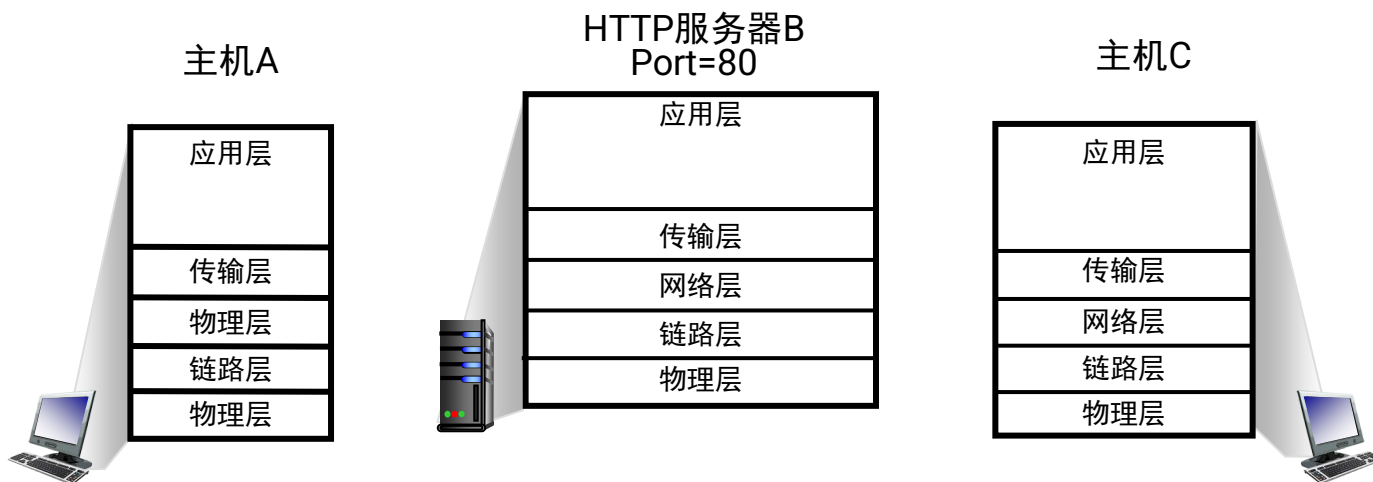 主机A
应用层
传输层
物理层
链路层
物理层
HTTP服务器B
Port=80
应用层
传输层
网络层
链路层
物理层
主机C
应用层
传输层
网络层
链路层
物理层